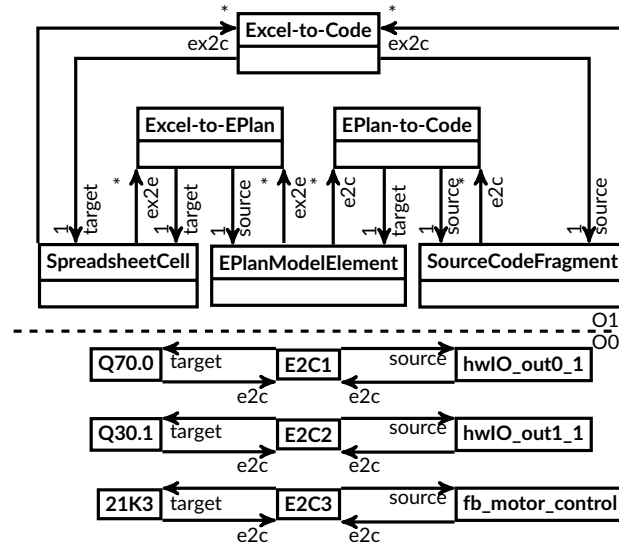 *
*
Excel-to-Code
ex2c
ex2c
Excel-to-EPlan
EPlan-to-Code
1
target
*
ex2e
1
target
1
source
*
ex2e
*
e2c
1
target
1
source
*
e2c
1
source
SpreadsheetCell
EPlanModelElement
SourceCodeFragment
O1
O0
Q70.0
target
E2C1
source
hwIO_out0_1
e2c
e2c
Q30.1
target
E2C2
source
hwIO_out1_1
e2c
e2c
21K3
target
E2C3
source
fb_motor_control
e2c
e2c